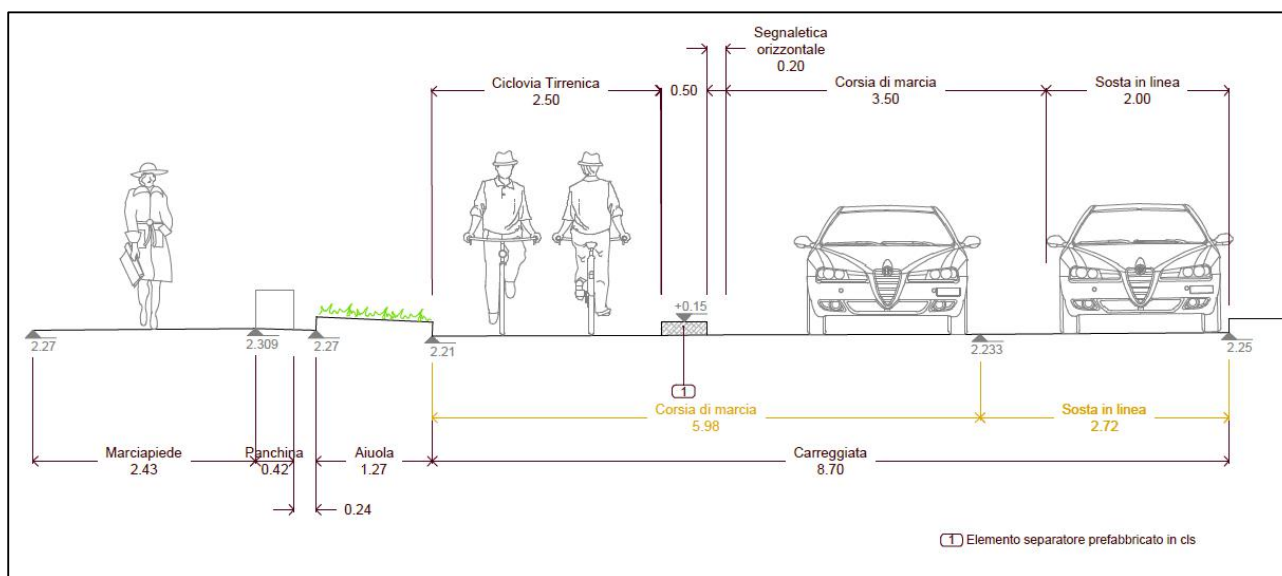 Segnaletica
orizzontale
0.20
Ciclovia Tirrenica
2.50
0.50
Corsia di marcia
3.50
Sosta in linea
2.00
+0.15
2.27
2.309
2.27
2.21
2.233
2.25
1
Corsia di marcia
5.98
Sosta in linea
2.72
Marciapiede
2.43
Panchina
0.42
Aiuola
1.27
Carreggiata
8.70
0.24
1 Elemento separatore prefabbricato in cls